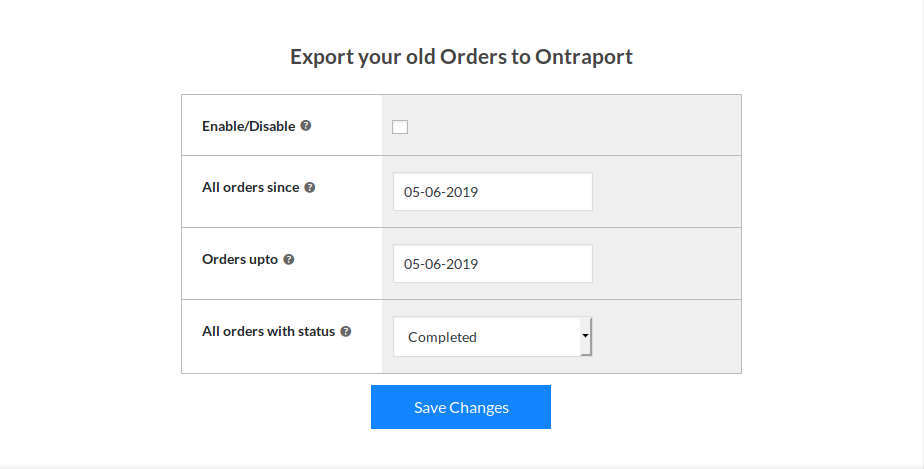 Export your old Orders to Ontraport
Enable/Disable
All orders since
05-06-2019
Orders upto
05-06-2019
All orders with status
Completed
Save Changes